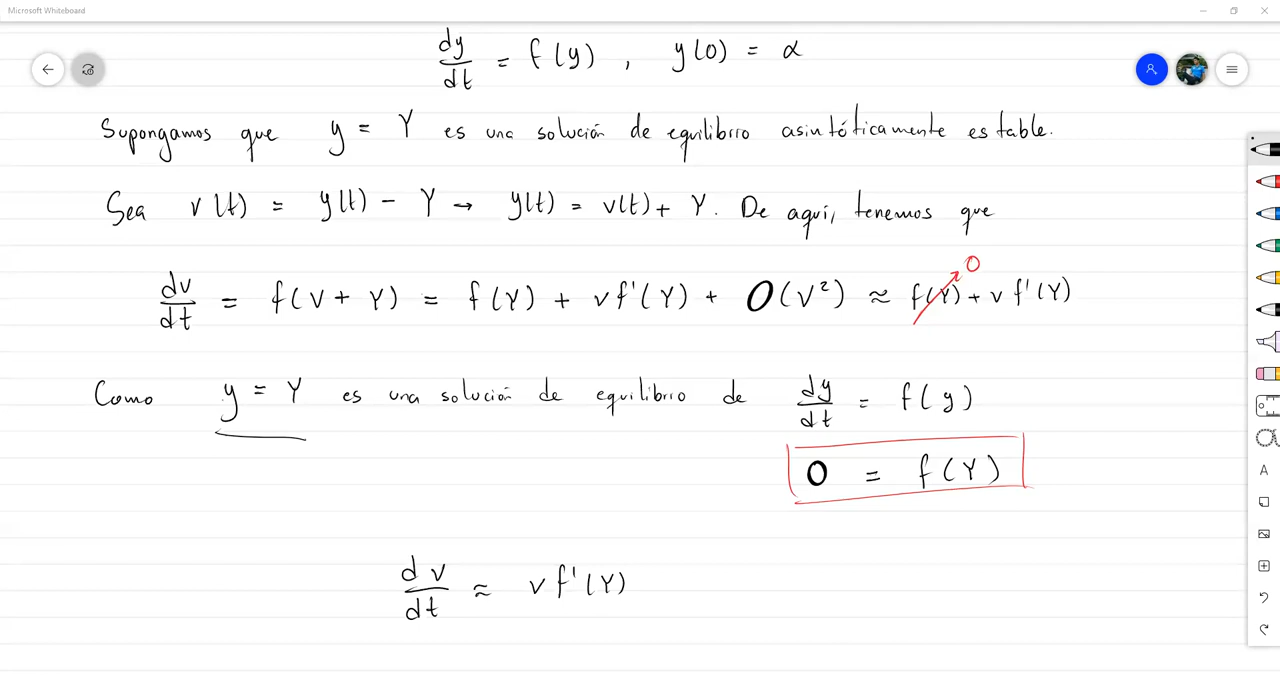 Microsoft Whiteboard
dy/dt = f(y) , y(0) = α
Supongamos que y = Y es una solución de equilibrio asintóticamente estable.
Sea v(t) = y(t) - Y → y(t) = v(t) + Y. De aquí, tenemos que
0
dv/dt = f(v + Y) = f(Y) + v f'(Y) + O(v²) ≈ f(Y) + v f'(Y)
Como y = Y es una solución de equilibrio de dy/dt = f(y)
0 = f(Y)
dv/dt ≈ v f'(Y)
A